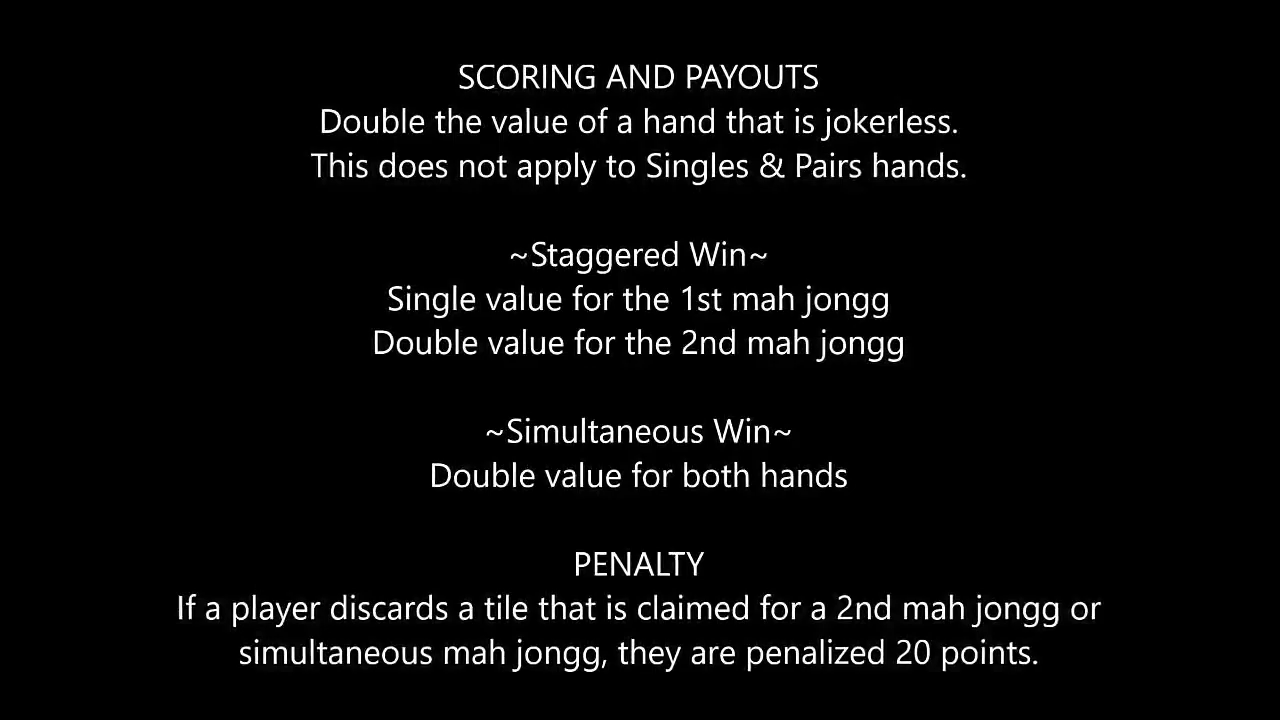 SCORING AND PAYOUTS
Double the value of a hand that is jokerless.
This does not apply to Singles & Pairs hands.
~Staggered Win~
Single value for the 1st mah jongg
Double value for the 2nd mah jongg
~Simultaneous Win~
Double value for both hands
PENALTY
If a player discards a tile that is claimed for a 2nd mah jongg or
simultaneous mah jongg, they are penalized 20 points.